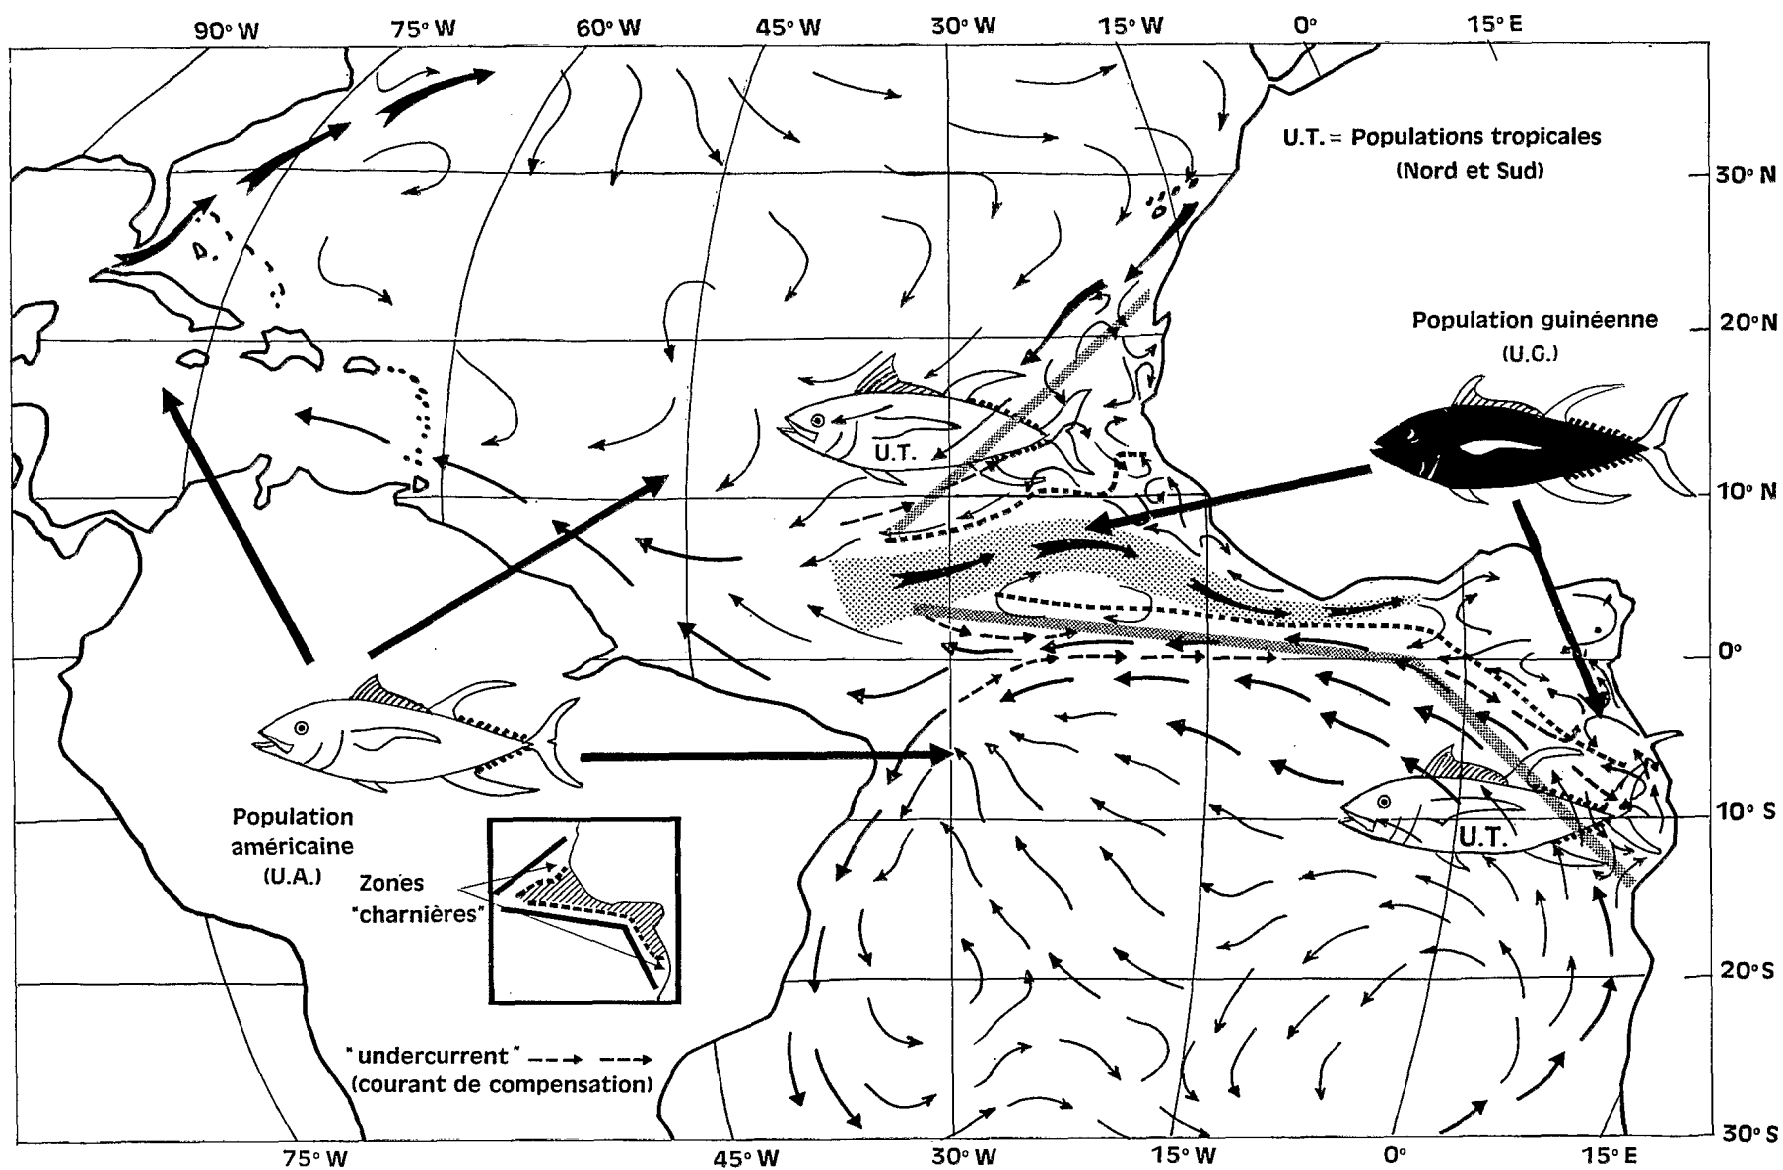 90° W 75° W 60° W 45° W 30° W 15° W 0° 15° E
U.T. = Populations tropicales
(Nord et Sud)
30° N
20° N
Population guinéenne
(U.G.)
U.T.
10° N
0°
Population
américaine
(U.A.)
Zones
"charnières"
U.T.
10° S
20° S
"undercurrent"
(courant de compensation)
30° S
75° W 45° W 30° W 15° W 0° 15° E